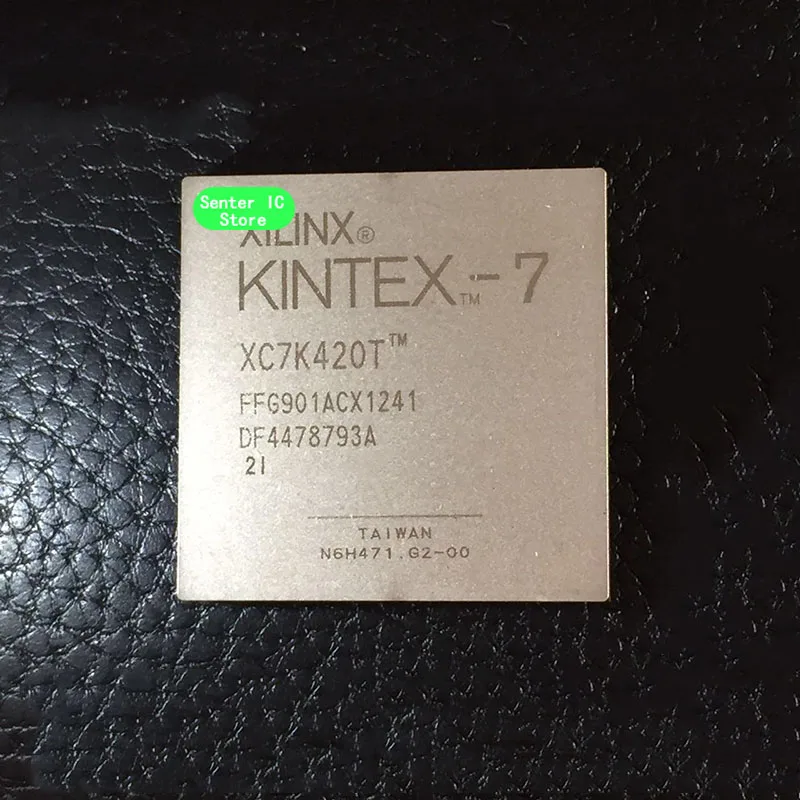 Senter IC
Store
XILINX®
KINTEX™-7
XC7K420T™
FFG901ACX1241
DF4478793A
2I
TAIWAN
N6H471.G2-00